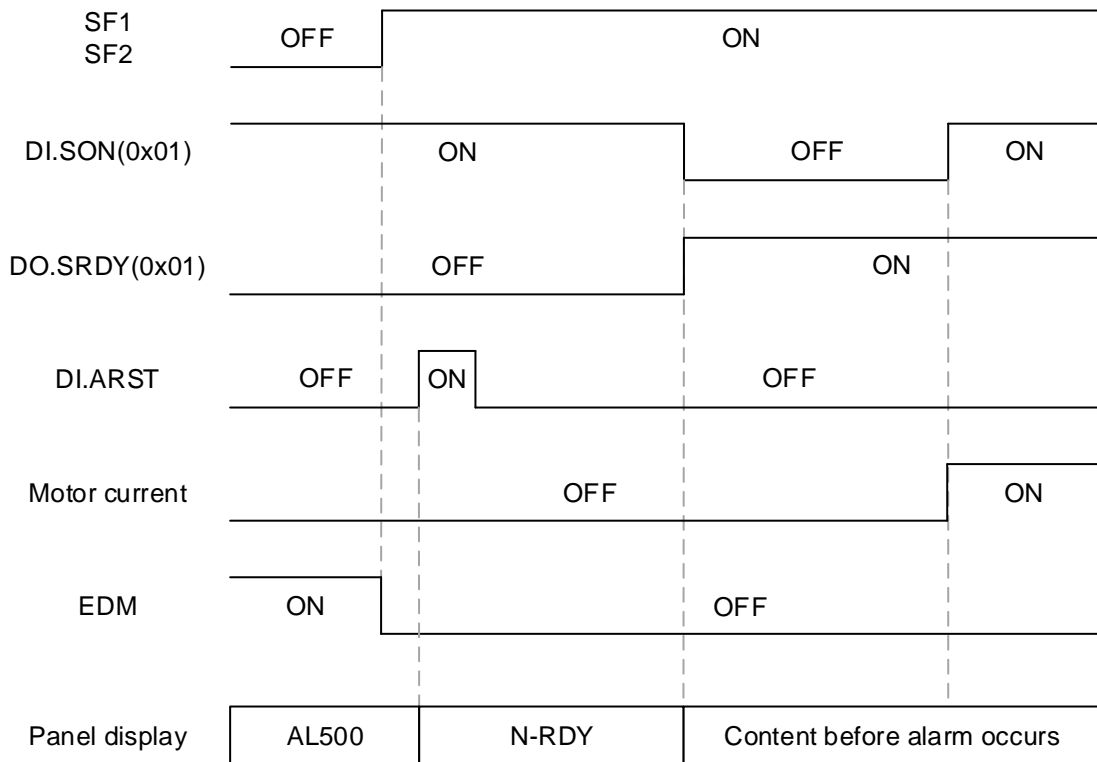 SF1
SF2
OFF
ON
DI.SON(0x01)
ON
OFF
ON
DO.SRDY(0x01)
OFF
ON
DI.ARST
OFF
ON
OFF
Motor current
OFF
ON
EDM
ON
OFF
Panel display
AL500
N-RDY
Content before alarm occurs